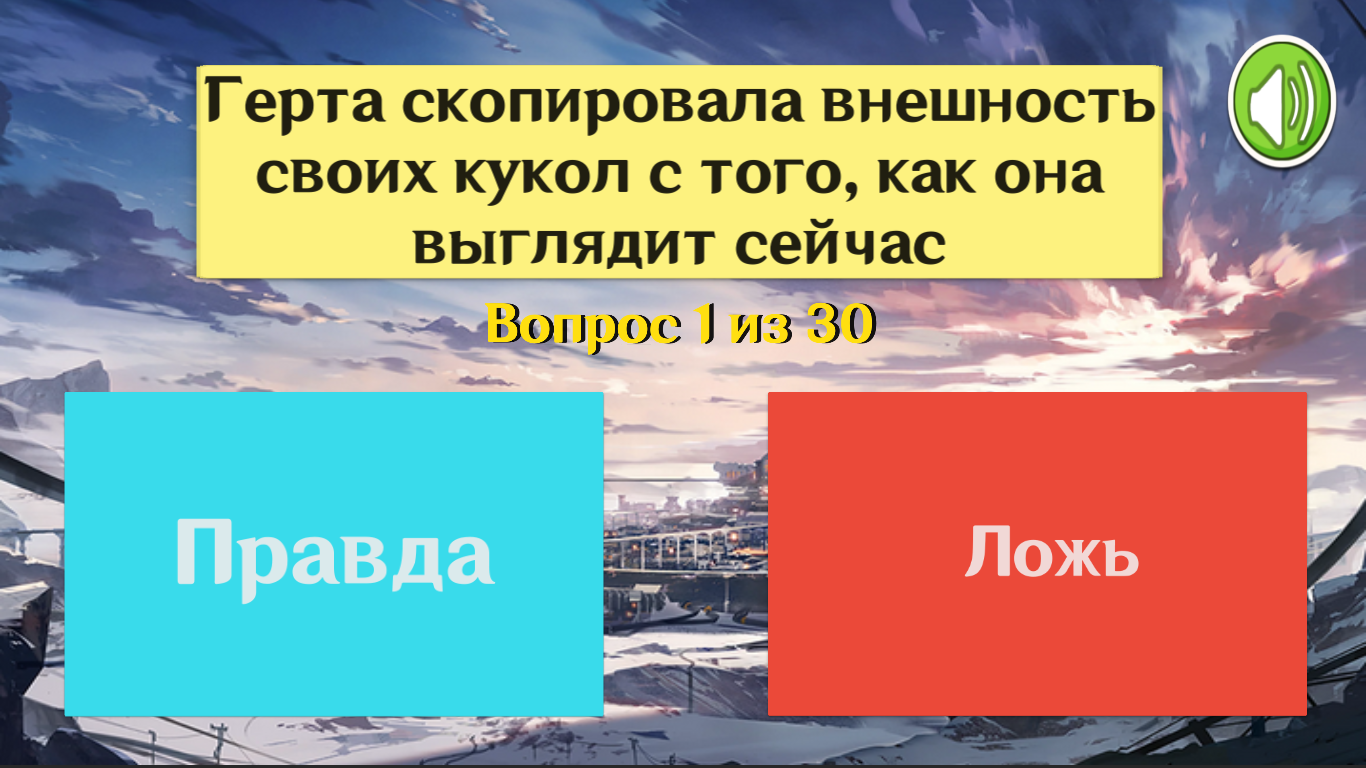 Герта скопировала внешность
своих кукол с того, как она
выглядит сейчас
Вопрос 1 из 30
Правда
Ложь